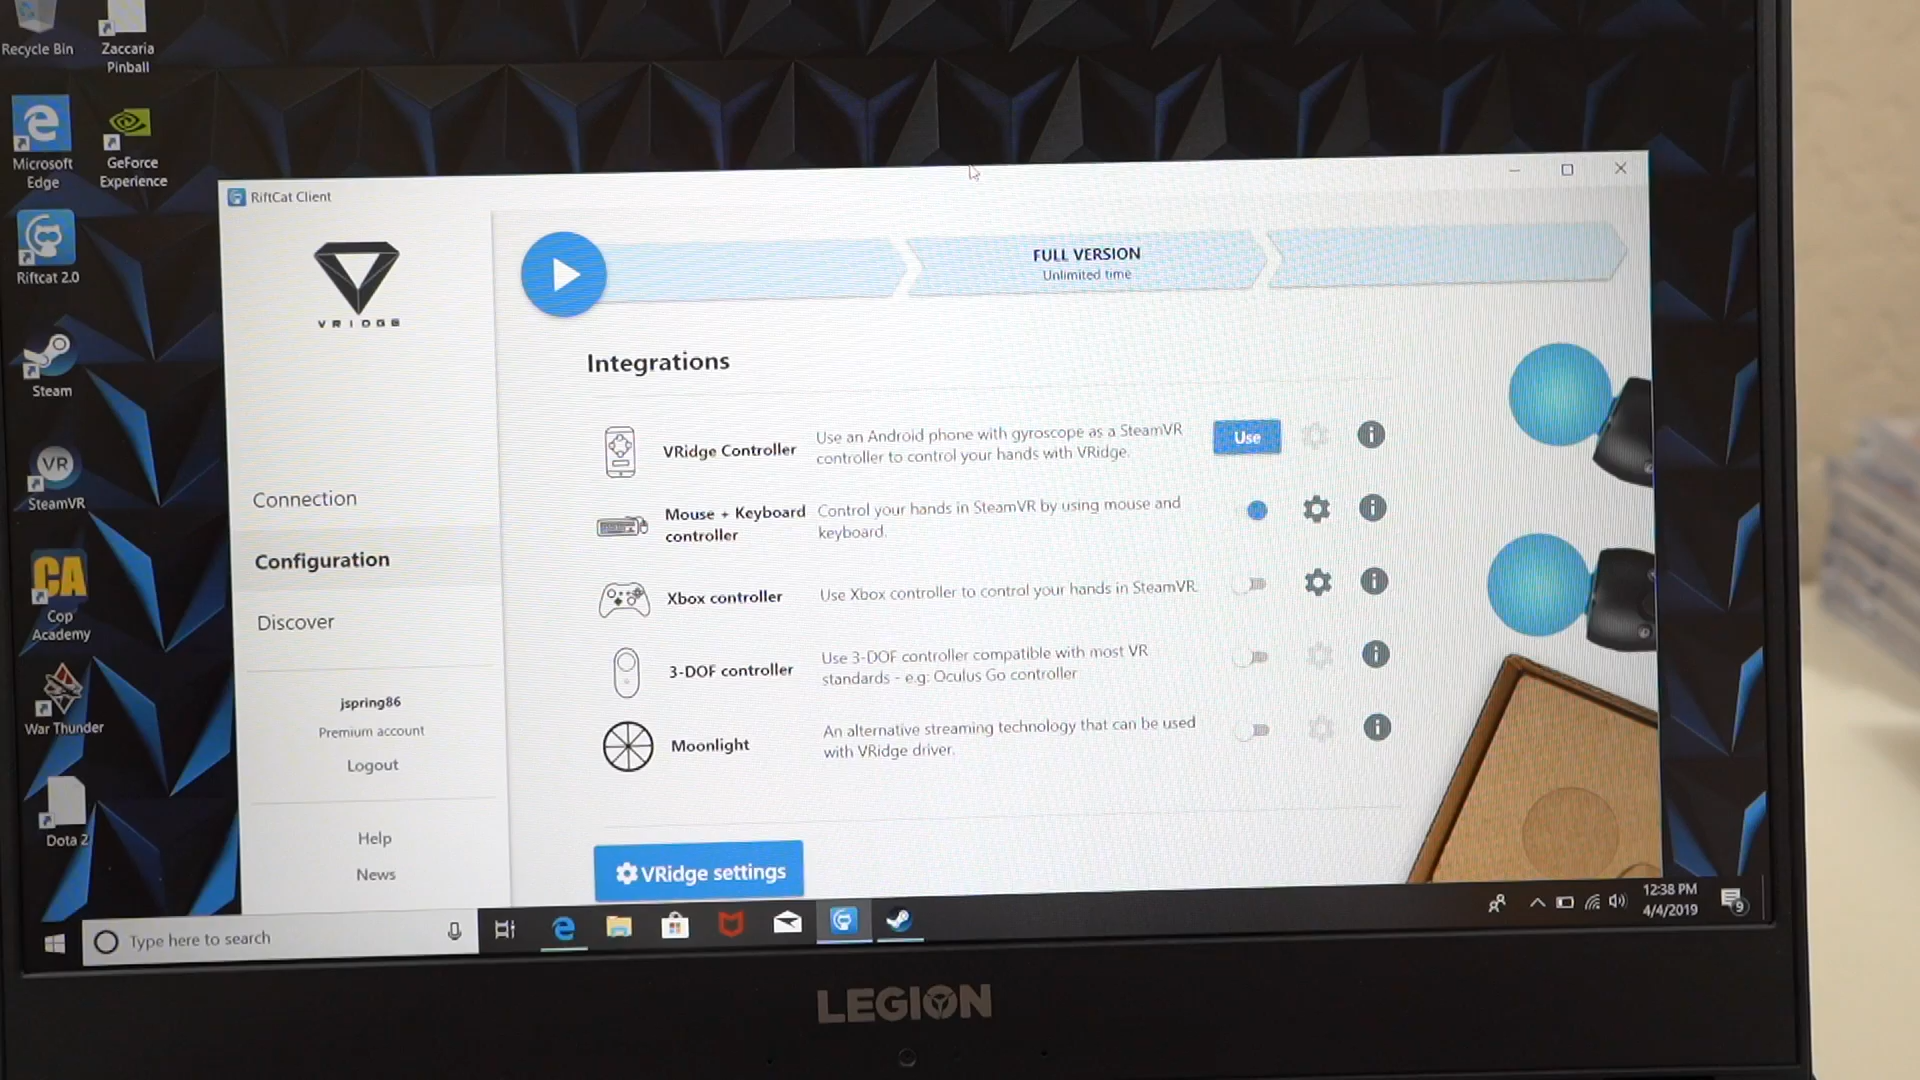 Recycle Bin
Zaccaria
Pinball
Microsoft
Edge
GeForce
Experience
Riftcat 2.0
Steam
VR
SteamVR
CA
Cop
Academy
War Thunder
Dota 2
RiftCat Client
VRIDGE
Connection
Configuration
Discover
jspring86
Premium account
Logout
Help
News
FULL VERSION
Unlimited time
Integrations
VRidge Controller
Use an Android phone with gyroscope as a SteamVR
controller to control your hands with VRidge.
Use
Mouse + Keyboard
controller
Control your hands in SteamVR by using mouse and
keyboard.
Xbox controller
Use Xbox controller to control your hands in SteamVR.
3-DOF controller
Use 3-DOF controller compatible with most VR
standards - e.g: Oculus Go controller
Moonlight
An alternative streaming technology that can be used
with VRidge driver.
VRidge settings
Type here to search
12:38 PM
4/4/2019
9
LEGION